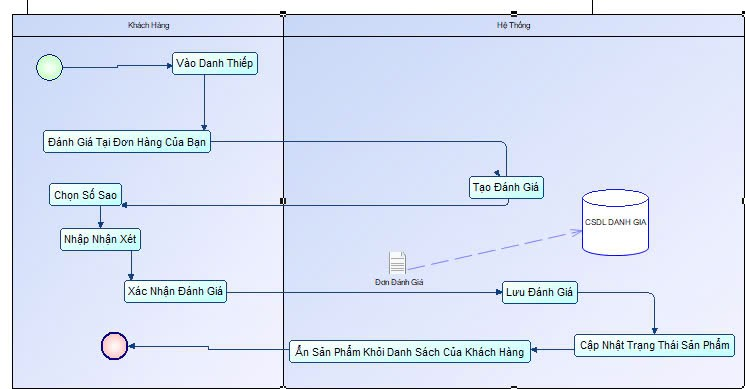 Khách Hàng
Hệ Thống
Vào Danh Thiếp
Đánh Giá Tại Đơn Hàng Của Bạn
Tạo Đánh Giá
Chọn Số Sao
CSDL DANH GIA
Nhập Nhận Xét
Đơn Đánh Giá
Xác Nhận Đánh Giá
Lưu Đánh Giá
Cập Nhật Trạng Thái Sản Phẩm
Ẩn Sản Phẩm Khỏi Danh Sách Của Khách Hàng